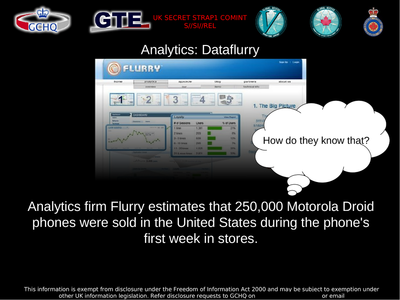 GCHQ
GTE
UK SECRET STRAP1 COMINT
Analytics: Dataflurry
FLURRY
1 2 3 4
1. The Big Picture
How do they know that?
Analytics firm Flurry estimates that 250,000 Motorola Droid
phones were sold in the United States during the phone's
first week in stores.
This information is exempt from disclosure under the Freedom of Information Act 2000 and may be subject to exemption under
other UK information legislation. Refer disclosure requests to GCHQ on or email